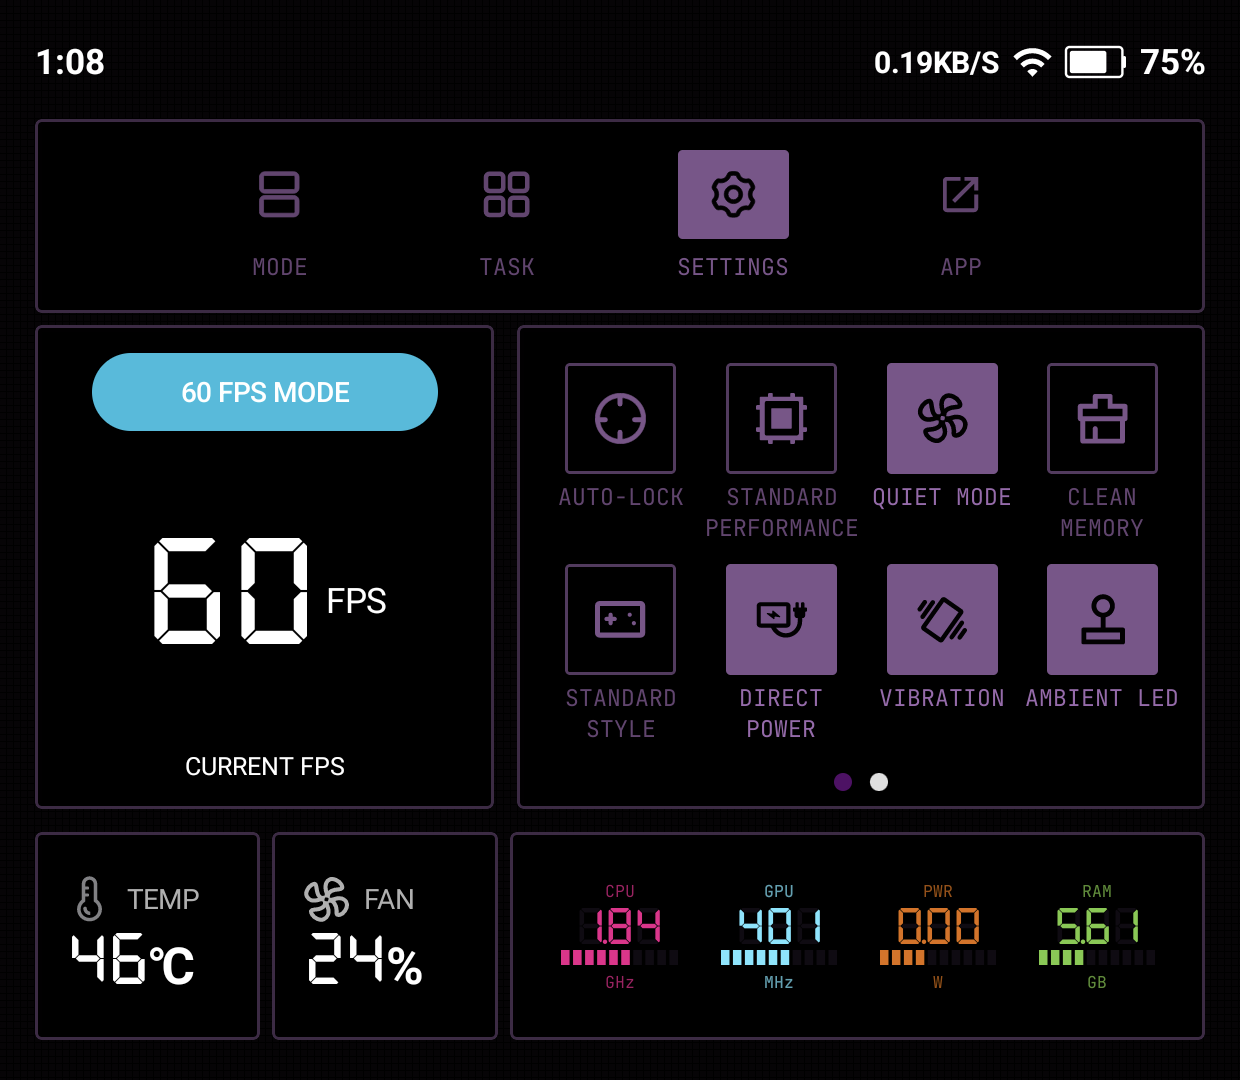 1:08
0.19KB/S 75%
MODE TASK SETTINGS APP
60 FPS MODE
60 FPS
CURRENT FPS
AUTO-LOCK STANDARD PERFORMANCE QUIET MODE CLEAN MEMORY
STANDARD STYLE DIRECT POWER VIBRATION AMBIENT LED
TEMP
46°C
FAN
24%
CPU
1.84
GHz
GPU
401
MHz
PWR
0.00
W
RAM
5.61
GB